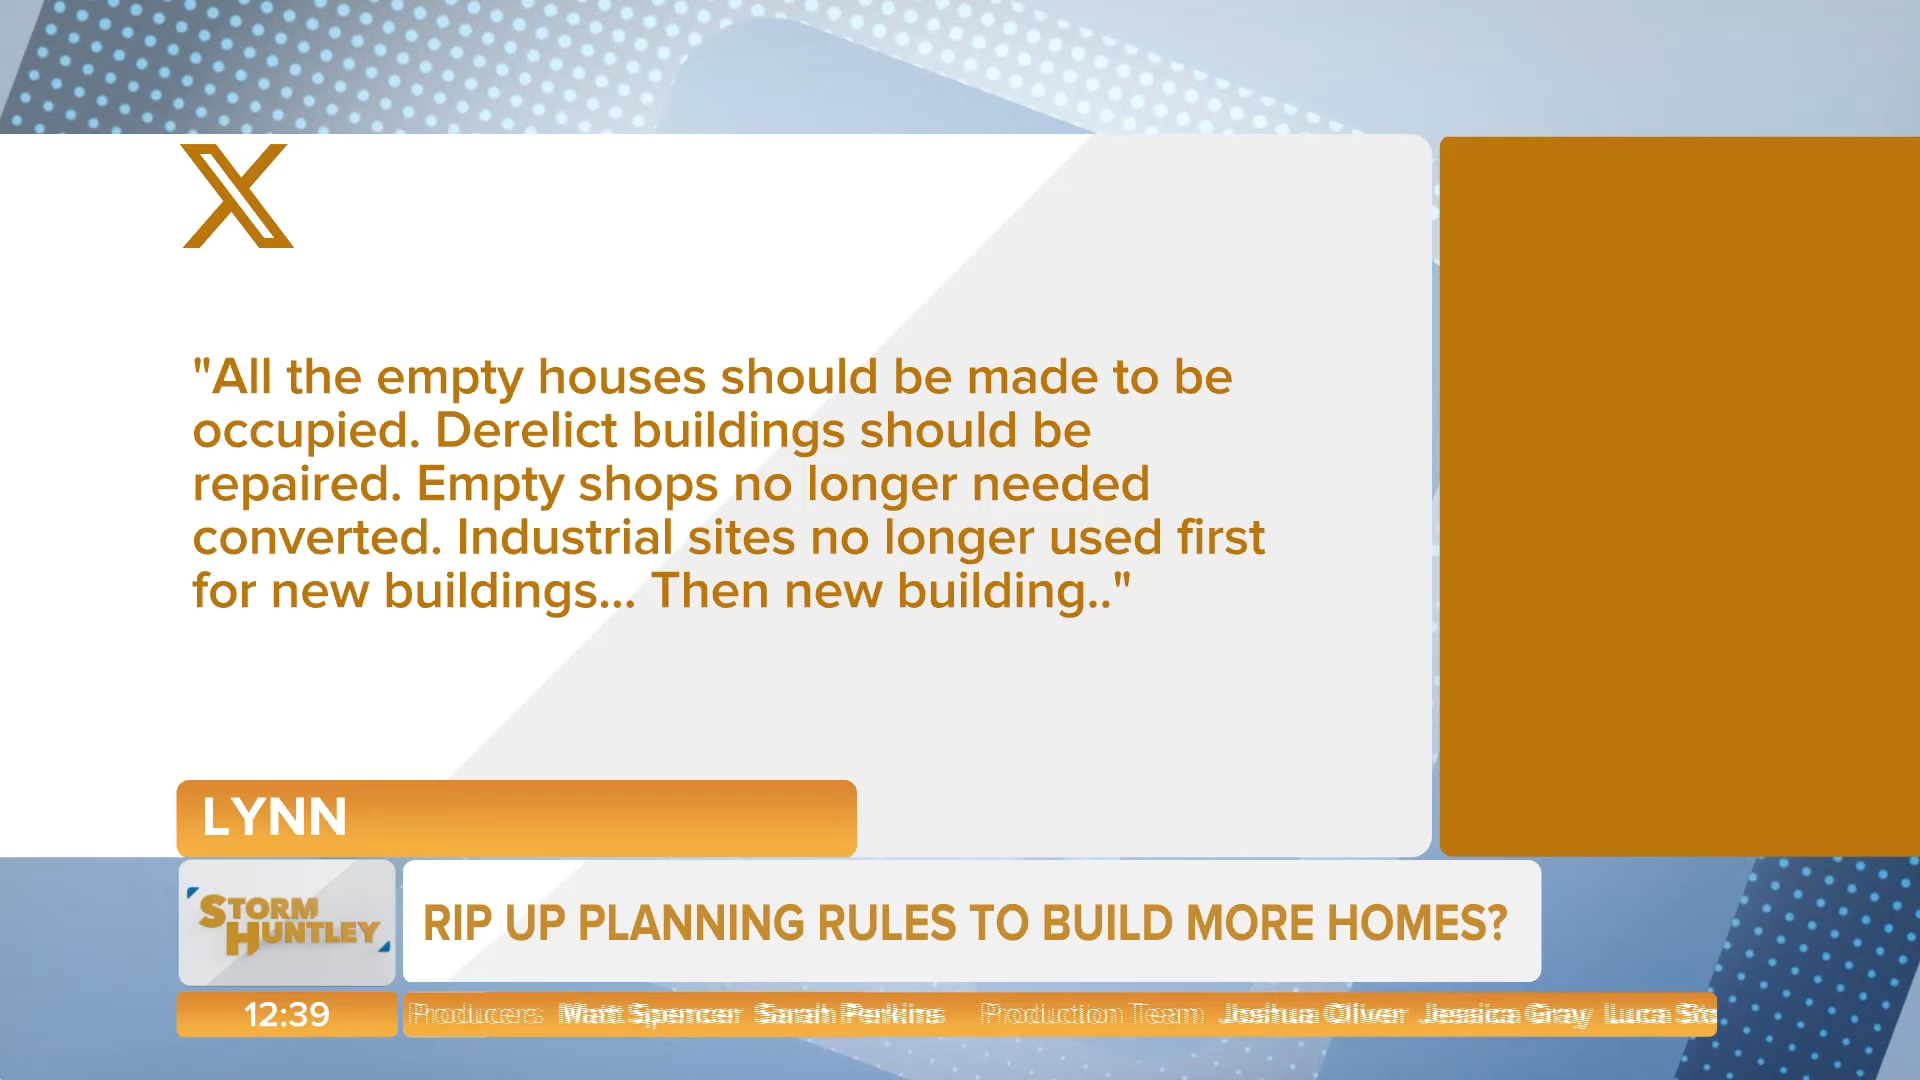 "All the empty houses should be made to be
occupied. Derelict buildings should be
repaired. Empty shops no longer needed
converted. Industrial sites no longer used first
for new buildings... Then new building.."
LYNN
STORM
HUNTLEY
RIP UP PLANNING RULES TO BUILD MORE HOMES?
12:39
Producers Matt Spencer Sarah Perkins Production Team Joshua Oliver Jessica Gray Luca